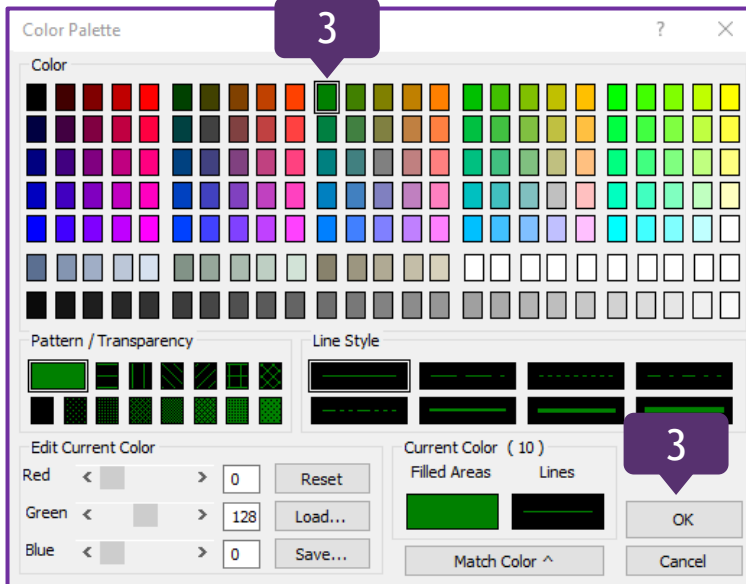 Color Palette ? ×
3
Color
Pattern / Transparency
Line Style
Edit Current Color
Red < > 0 Reset
Green < > 128 Load...
Blue < > 0 Save...
Current Color ( 10 )
Filled Areas Lines
Match Color ^
3
OK
Cancel